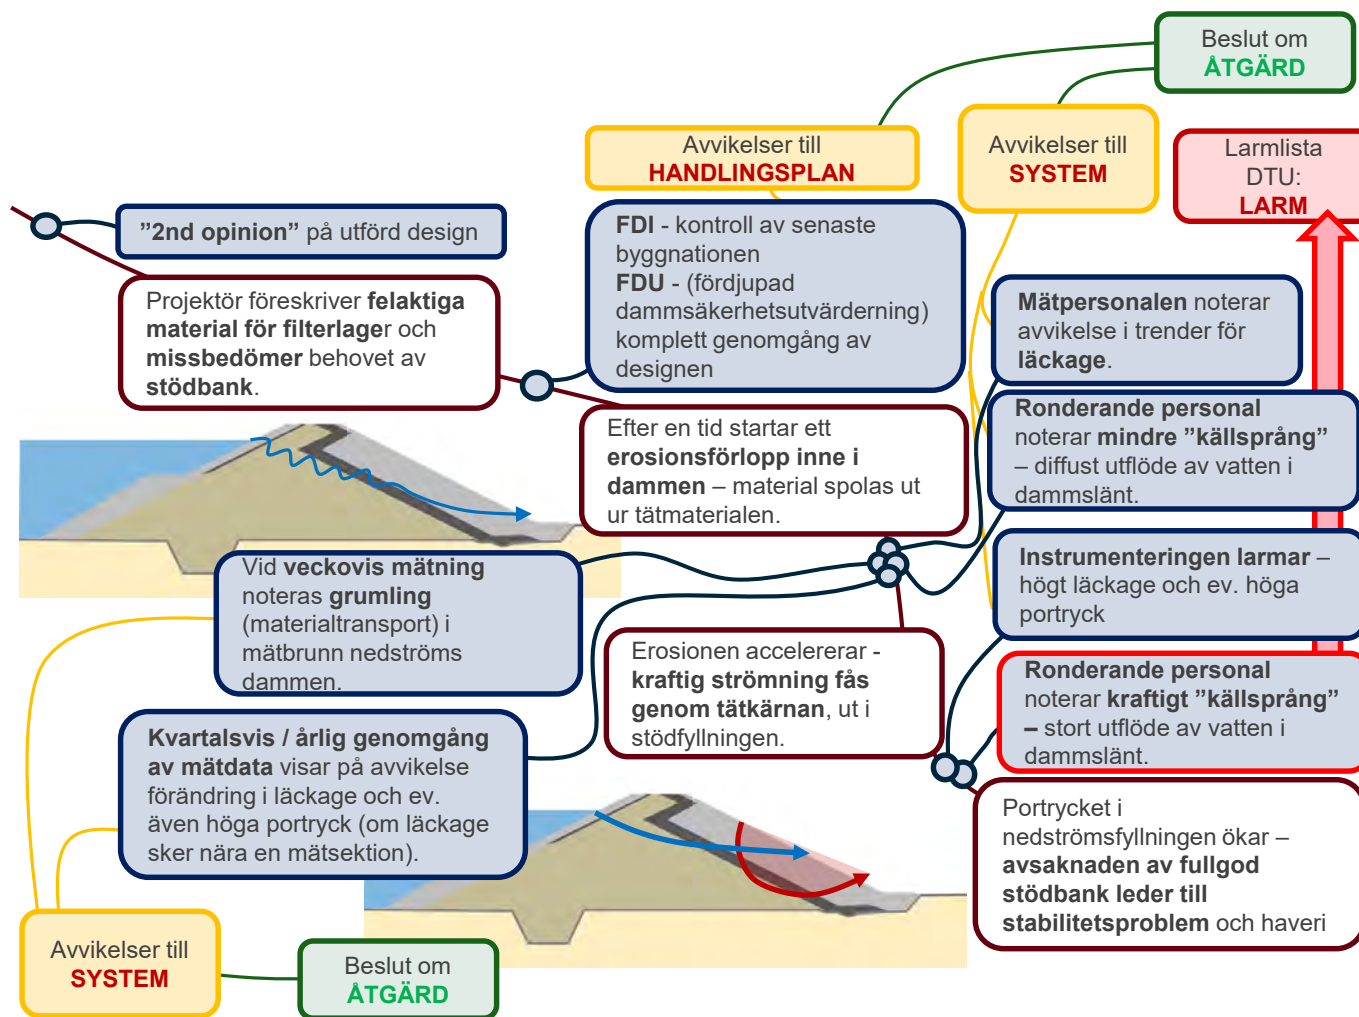 Beslut om
ÅTGÄRD
Avvikelser till
HANDLINGSPLAN
Avvikelser till
SYSTEM
Larmlista
DTU:
LARM
”2nd opinion” på utförd design
Projektör föreskriver felaktiga
material för filterlager och
missbedömer behovet av
stödbank.
FDI - kontroll av senaste
byggnationen
FDU - (fördjupad
dammsäkerhetsutvärderning)
komplett genomgång av
designen
Mätpersonalen noterar
avvikelse i trender för
läckage.
Efter en tid startar ett
erosionsförlopp inne i
dammen – material spolas ut
ur tätmaterialen.
Ronderande personal
noterar mindre ”källsprång”
– diffust utflöde av vatten i
dammslänt.
Vid veckovis mätning
noteras grumling
(materialtransport) i
mätbrunn nedströms
dammen.
Instrumenteringen larmar –
högt läckage och ev. höga
portryck
Erosionen accelererar -
kraftig strömning fås
genom tätkärnan, ut i
stödfyllningen.
Ronderande personal
noterar kraftigt ”källsprång”
– stort utflöde av vatten i
dammslänt.
Kvartalsvis / årlig genomgång
av mätdata visar på avvikelse
förändring i läckage och ev.
även höga portryck (om läckage
sker nära en mätsektion).
Portrycket i
nedströmsfyllningen ökar –
avsaknaden av fullgod
stödbank leder till
stabilitetsproblem och haveri
Avvikelser till
SYSTEM
Beslut om
ÅTGÄRD